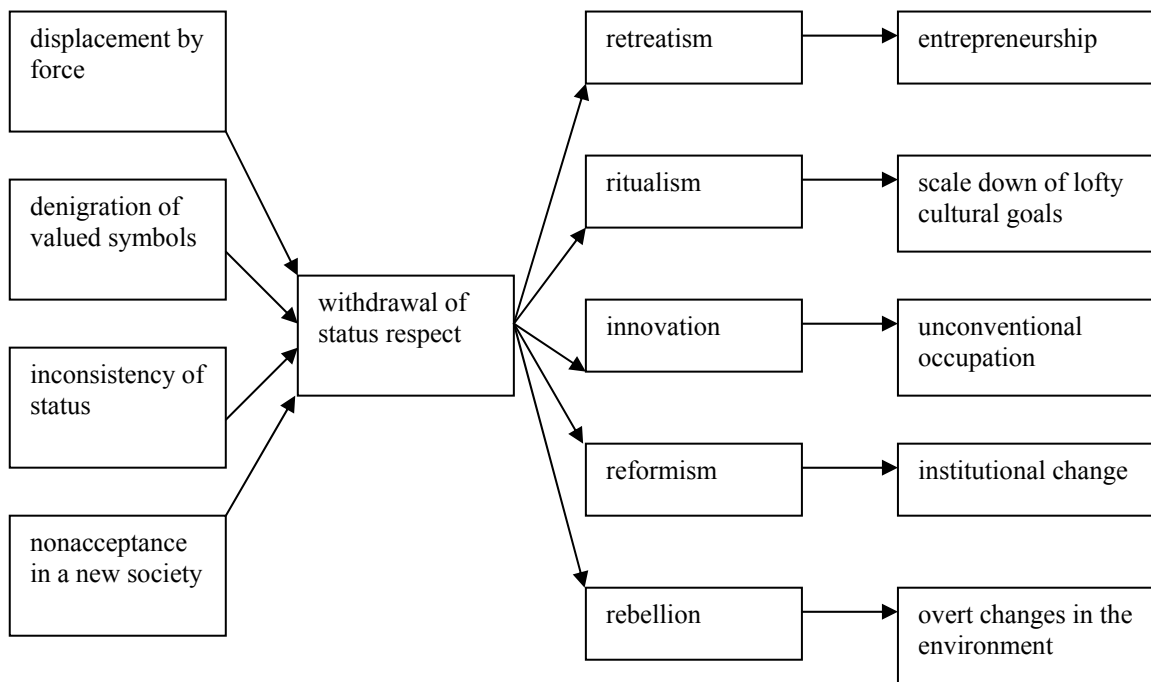 displacement by
force
denigration of
valued symbols
inconsistency of
status
nonacceptance
in a new society
withdrawal of
status respect
retreatism
ritualism
innovation
reformism
rebellion
entrepreneurship
scale down of lofty
cultural goals
unconventional
occupation
institutional change
overt changes in the
environment